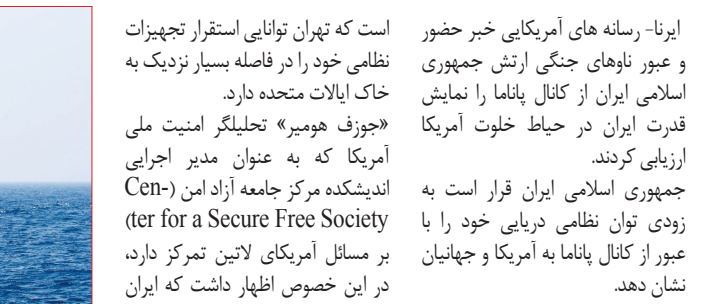 ایرنا- رسانه های آمریکایی خبر حضور
و عبور ناوهای جنگی ارتش جمهوری
اسلامی ایران از کانال پاناما را نمایش
قدرت ایران در حیاط خلوت آمریکا
ارزیابی کردند.
جمهوری اسلامی ایران قرار است به
زودی توان نظامی دریایی خود را با
عبور از کانال پاناما به آمریکا و جهانیان
نشان دهد.
است که تهران توانایی استقرار تجهیزات
نظامی خود را در فاصله بسیار نزدیک به
خاک ایالات متحده دارد.
«جوزف هومیر» تحلیلگر امنیت ملی
آمریکا که به عنوان مدیر اجرایی
اندیشکده مرکز جامعه آزاد امن (Cen-
ter for a Secure Free Society)
بر مسائل آمریکای لاتین تمرکز دارد،
در این خصوص اظهار داشت که ایران